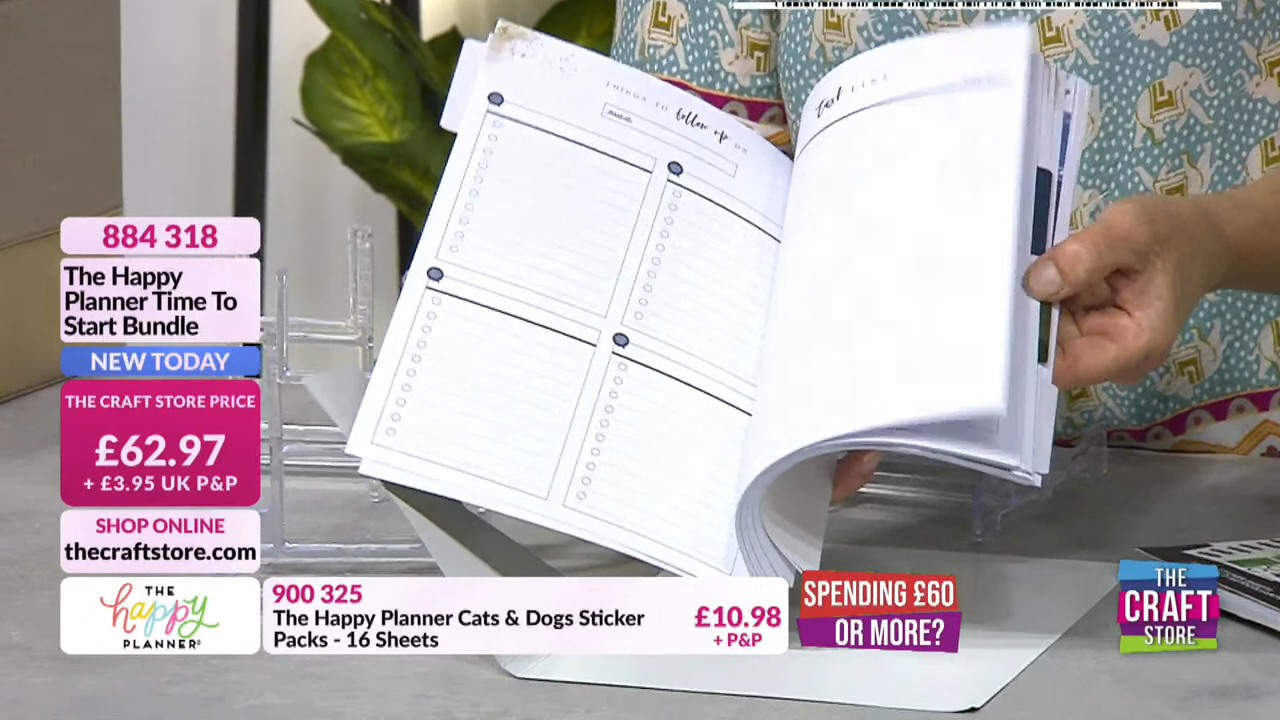 THINGS TO follow up ON
LIST
884 318
The Happy
Planner Time To
Start Bundle
NEW TODAY
THE CRAFT STORE PRICE
£62.97
+ £3.95 UK P&P
SHOP ONLINE
thecraftstore.com
THE
happy
PLANNER®
900 325
The Happy Planner Cats & Dogs Sticker
Packs - 16 Sheets
£10.98
+ P&P
SPENDING £60
OR MORE?
THE
CRAFT
STORE